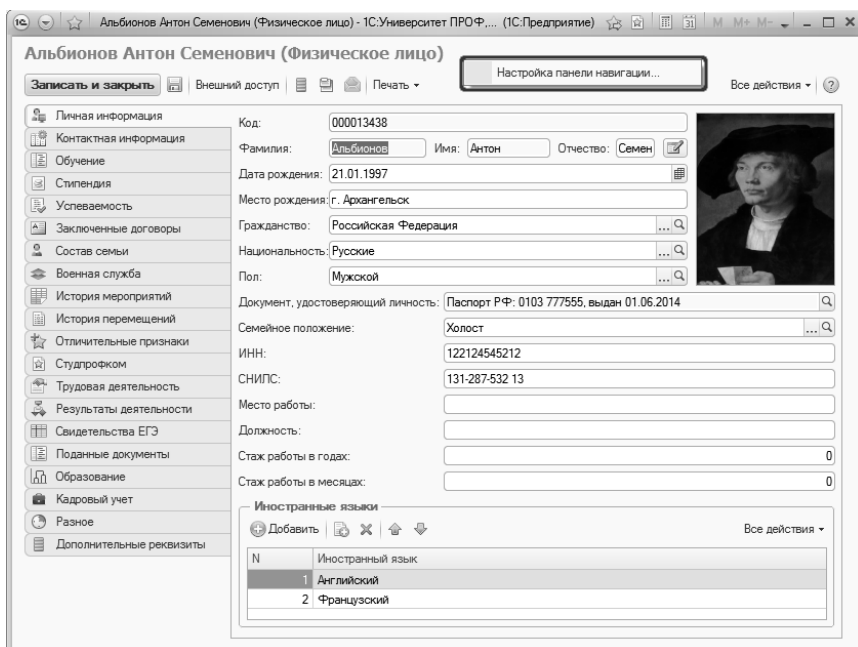 Альбионов Антон Семенович (Физическое лицо) - 1С:Университет ПРОФ,... (1С:Предприятие) M M+ M-
Альбионов Антон Семенович (Физическое лицо)
Настройка панели навигации...
Записать и закрыть Внешний доступ Печать Все действия
Личная информация
Контактная информация
Обучение
Стипендия
Успеваемость
Заключенные договоры
Состав семьи
Военная служба
История мероприятий
История перемещений
Отличительные признаки
Студпрофком
Трудовая деятельность
Результаты деятельности
Свидетельства ЕГЭ
Поданные документы
Образование
Кадровый учет
Разное
Дополнительные реквизиты
Код: 000013438
Фамилия: Альбионов Имя: Антон Отчество: Семен
Дата рождения: 21.01.1997
Место рождения: г. Архангельск
Гражданство: Российская Федерация ...
Национальность: Русские ...
Пол: Мужской ...
Документ, удостоверяющий личность: Паспорт РФ: 0103 777555, выдан 01.06.2014
Семейное положение: Холост ...
ИНН: 122124545212
СНИЛС: 131-287-532 13
Место работы:
Должность:
Стаж работы в годах: 0
Стаж работы в месяцах: 0
Иностранные языки
Добавить Все действия
N Иностранный язык
1 Английский
2 Французский